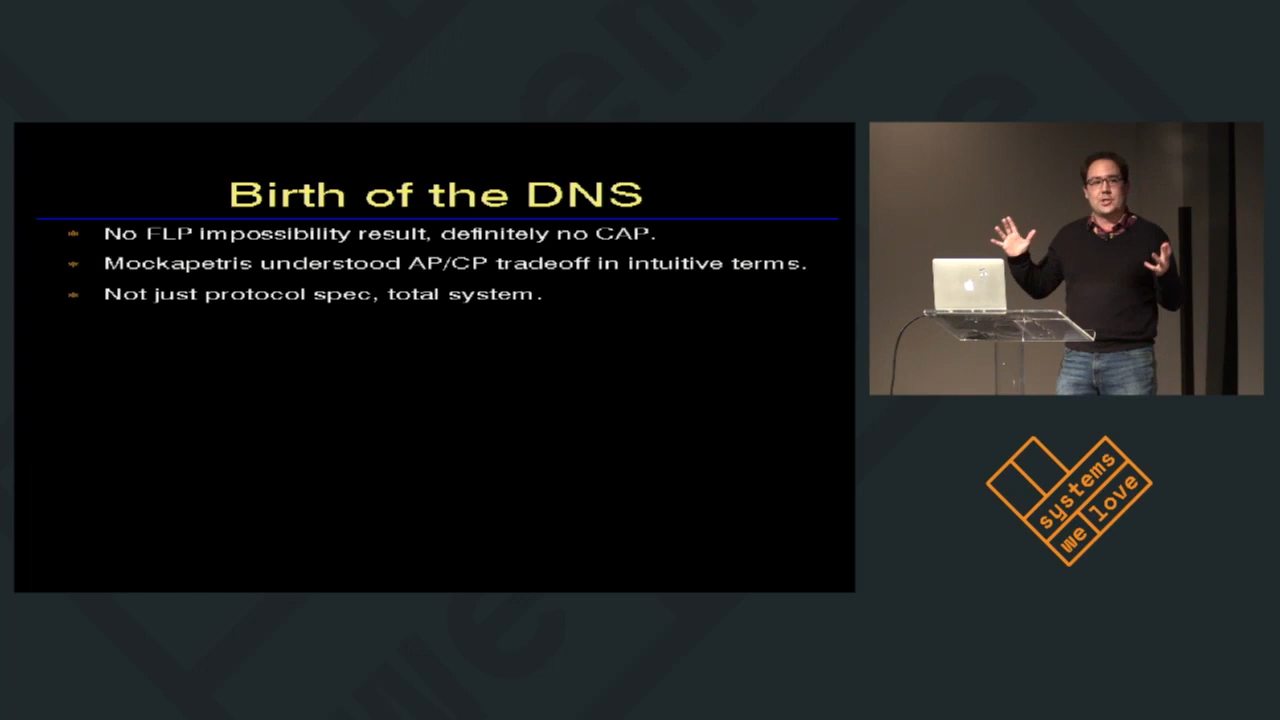 Birth of the DNS
No FLP impossibility result, definitely no CAP.
Mockapetris understood AP/CP tradeoff in intuitive terms.
Not just protocol spec, total system.
systems
we love